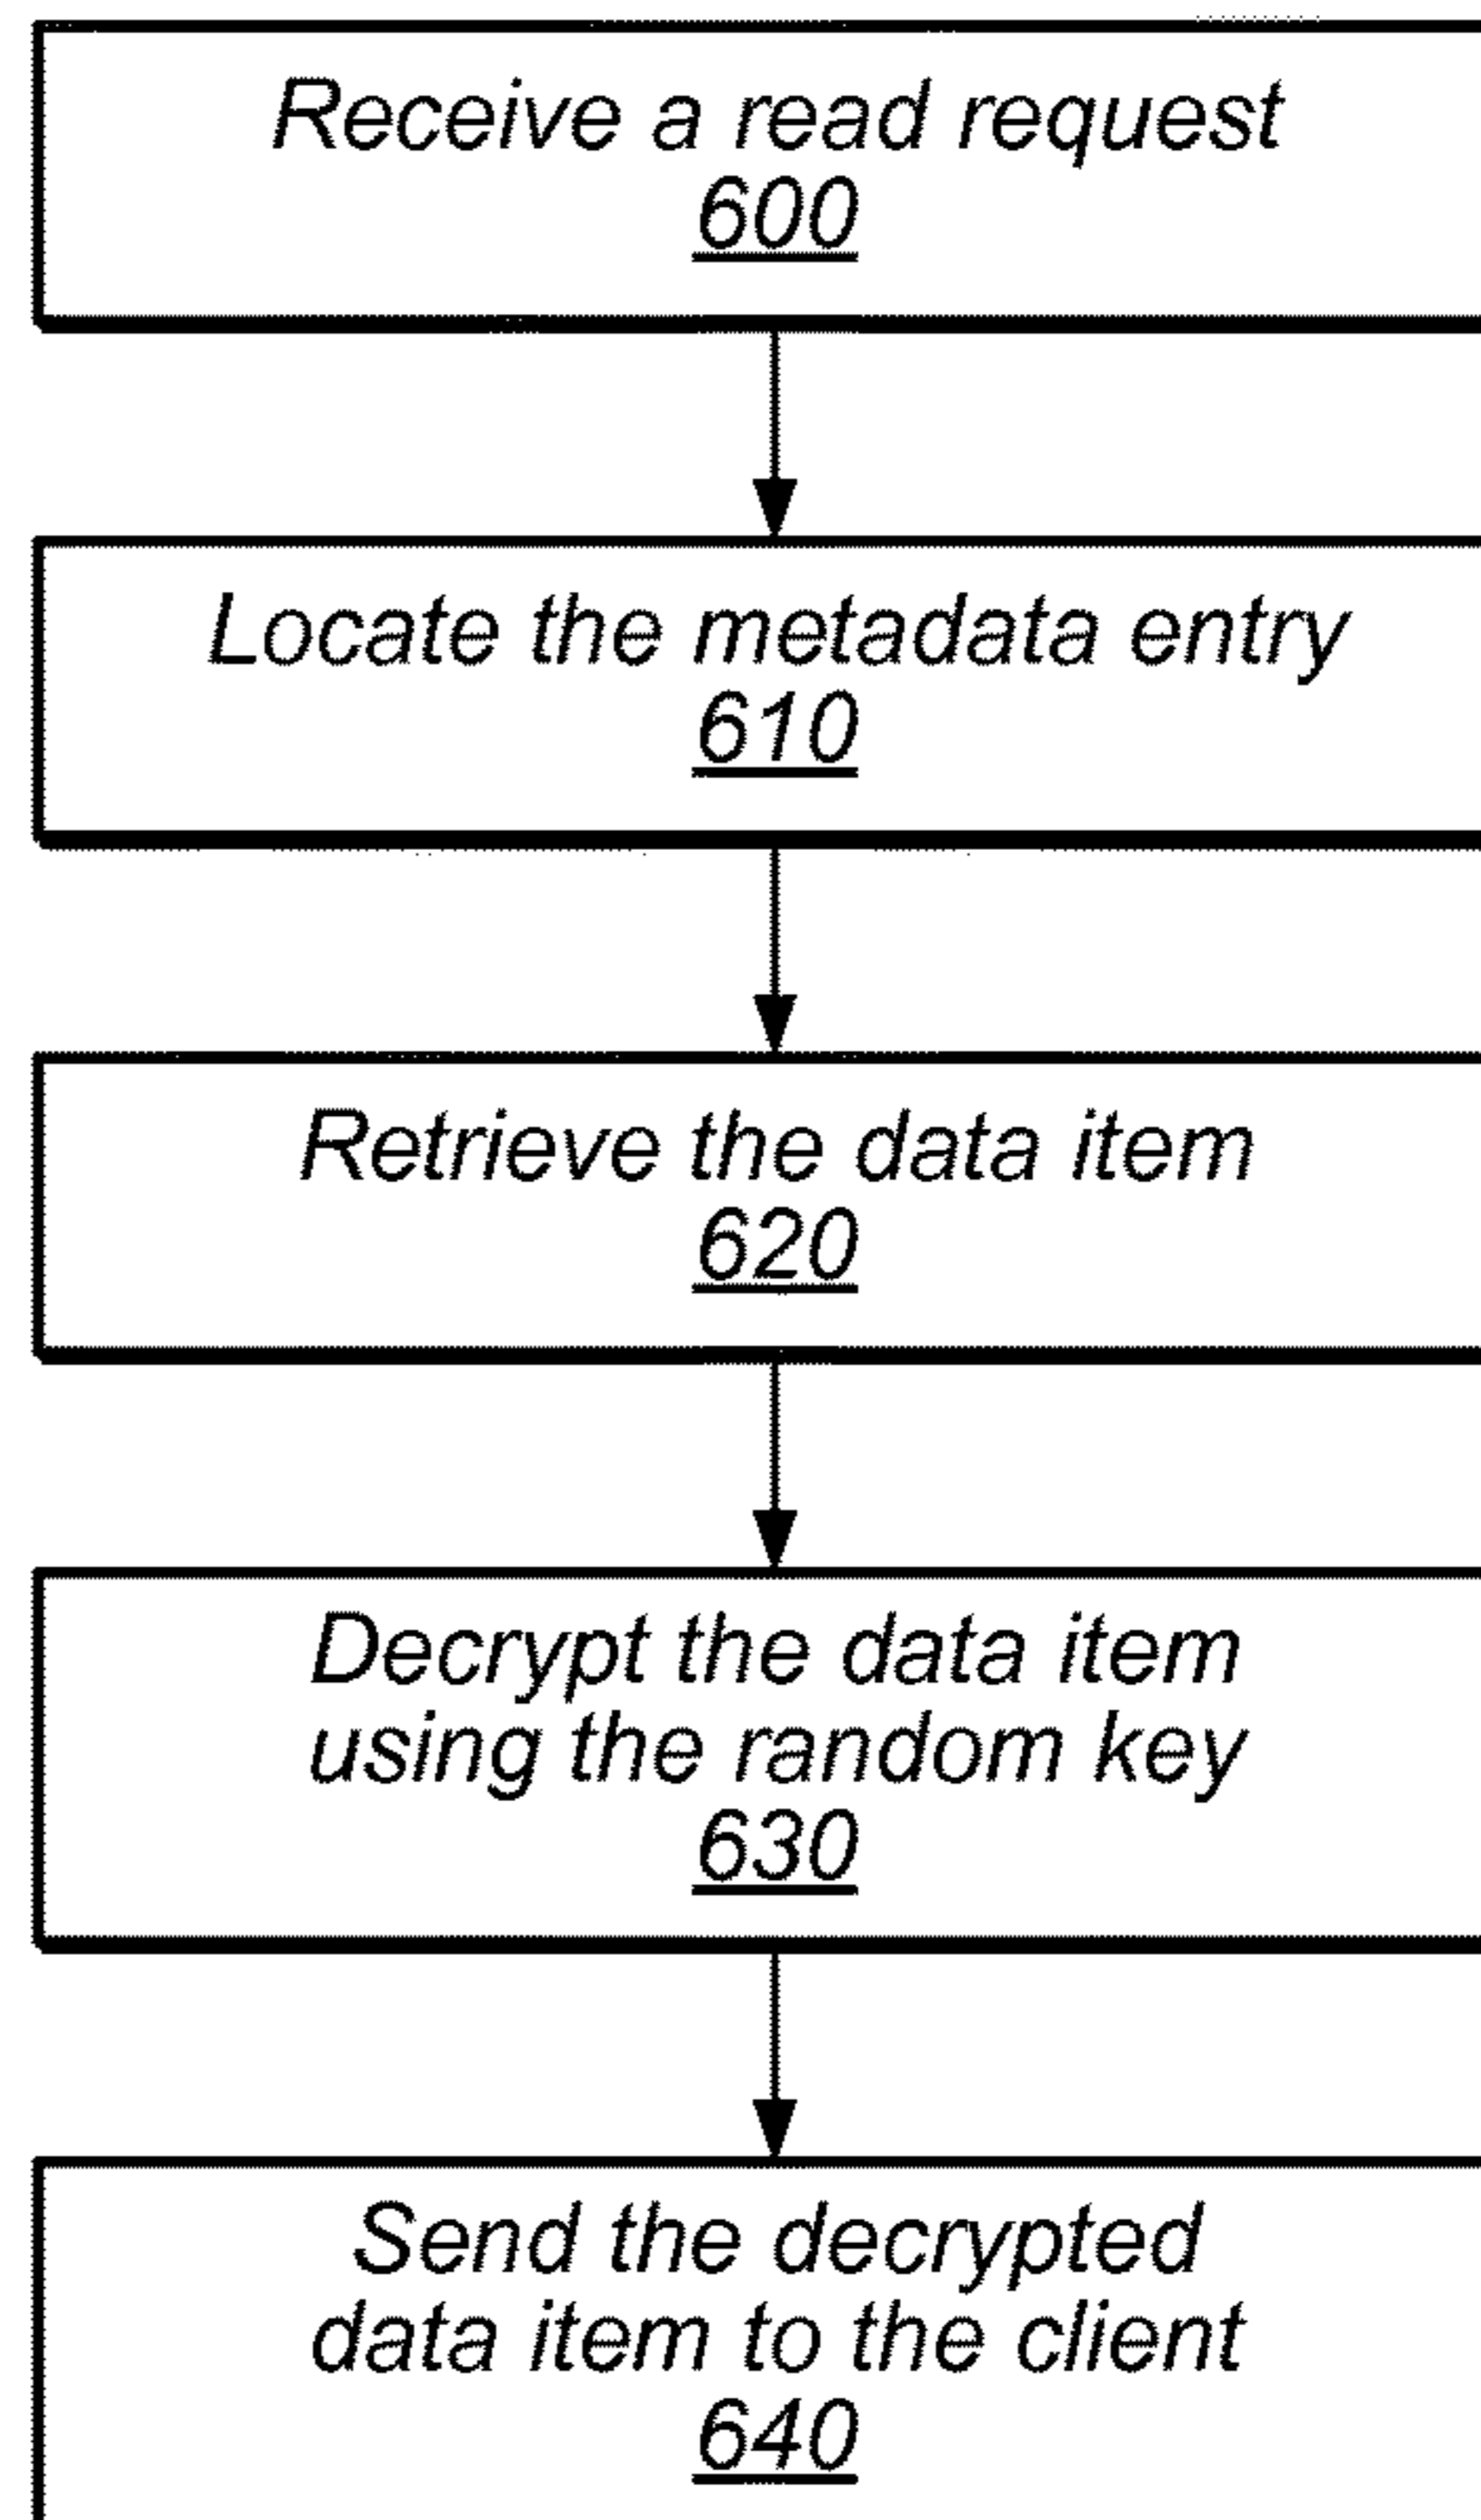 Receive a read request
600
Locate the metadata entry
610
Retrieve the data item
620
Decrypt the data item
using the random key
630
Send the decrypted
data item to the client
640